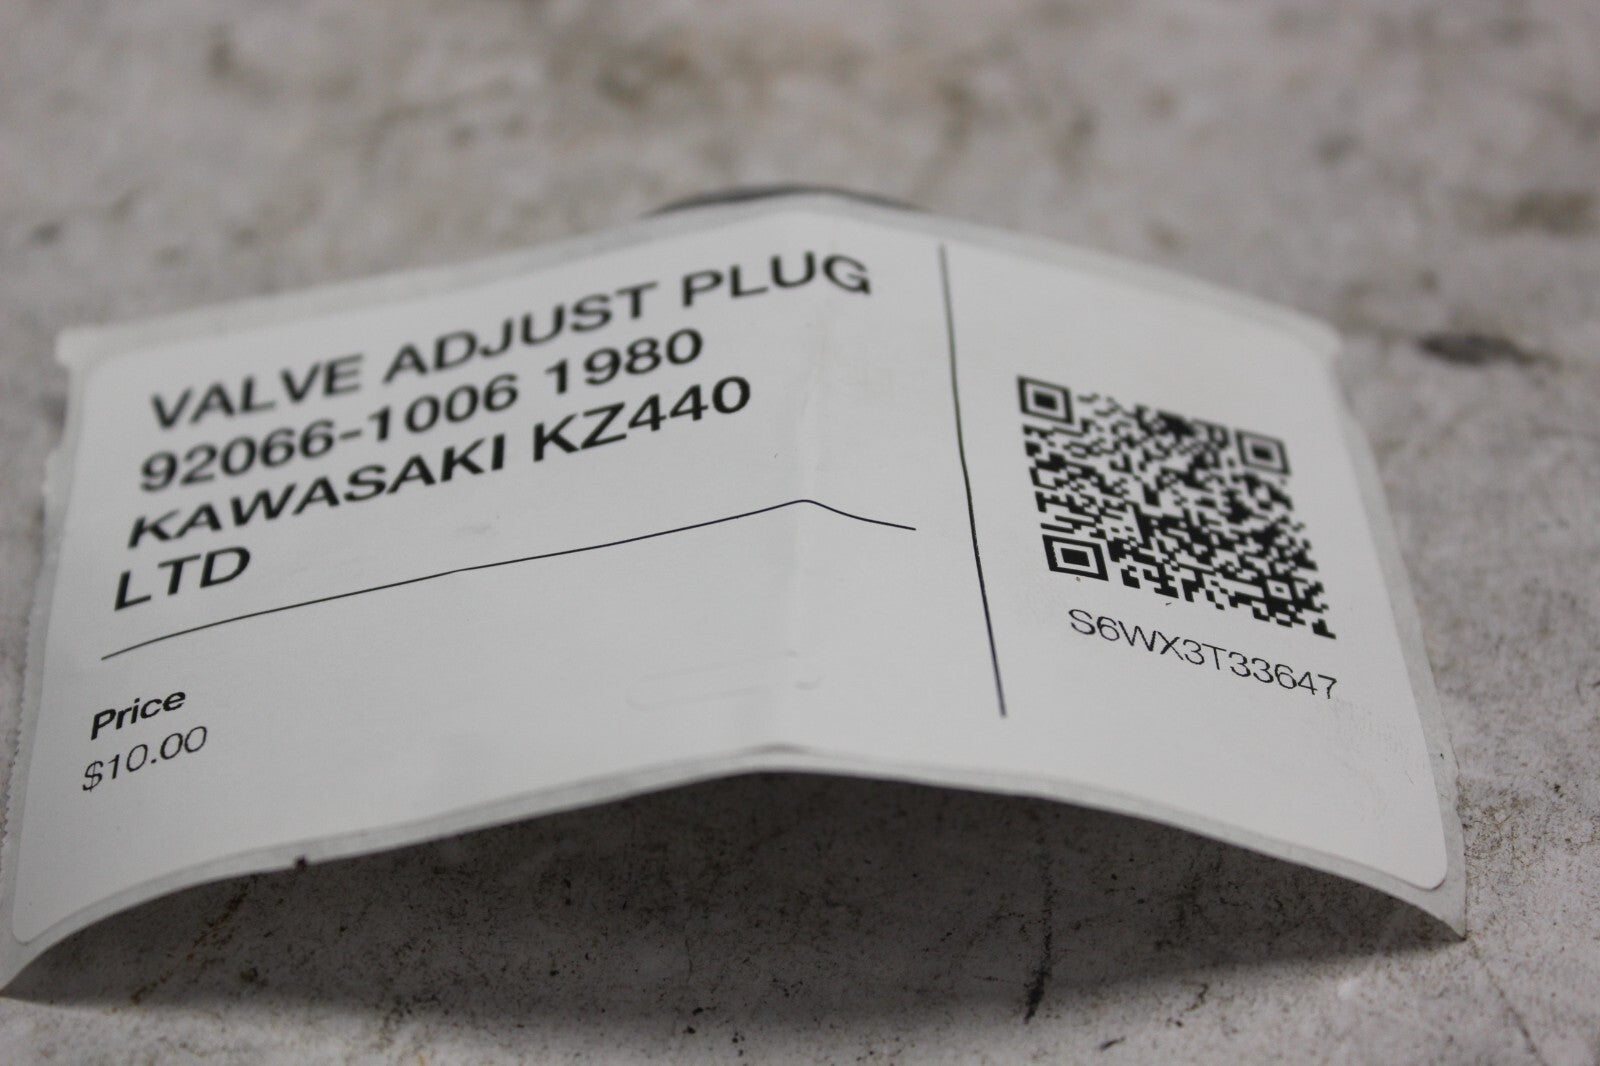 VALVE ADJUST PLUG
92066-1006 1980
KAWASAKI KZ440
LTD
Price
$10.00
S6WX3T33647